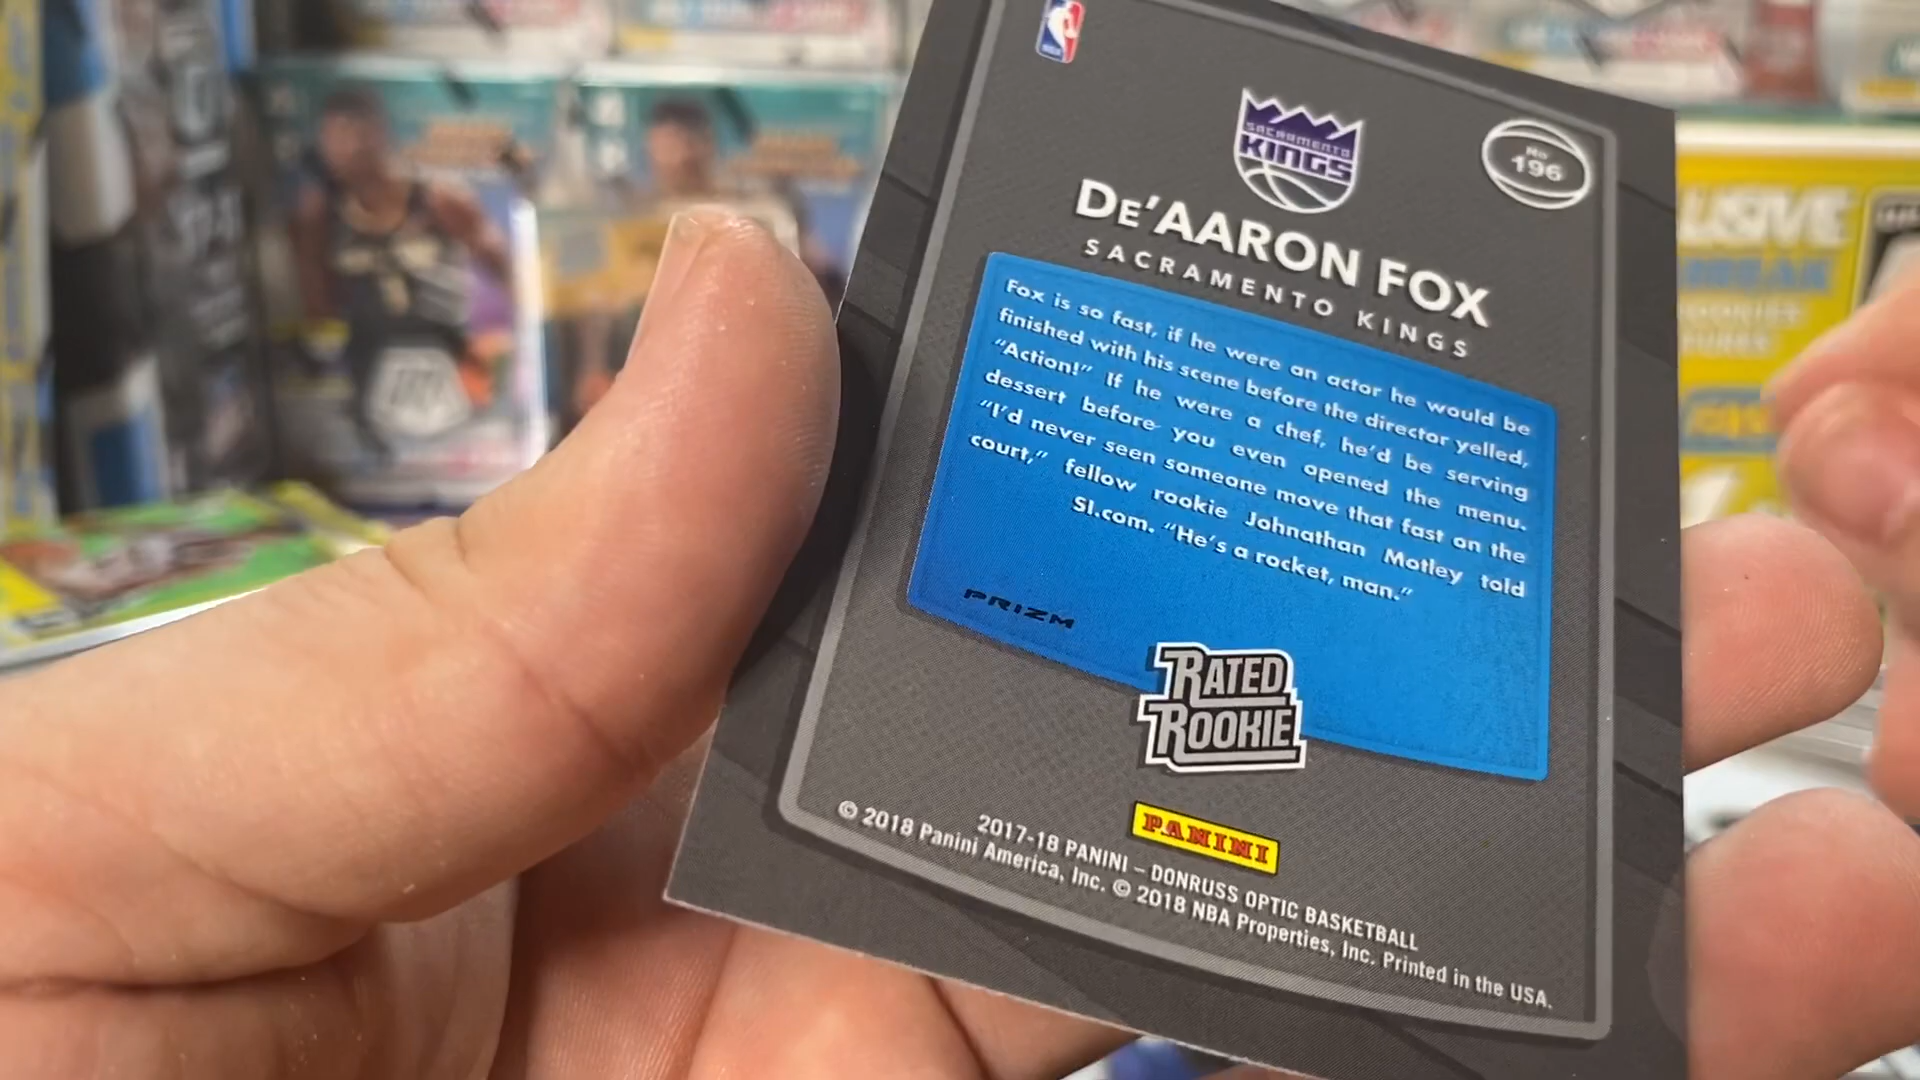 NBA
SACRAMENTO
KINGS
No
196
DE'AARON FOX
SACRAMENTO KINGS
Fox is so fast, if he were an actor he would be
finished with his scene before the director yelled,
"Action!" If he were a chef, he'd be serving
dessert before you even opened the menu.
"I'd never seen someone move that fast on the
court," fellow rookie Johnathan Motley told
SI.com. "He's a rocket, man."
PRIZM
RATED
ROOKIE
PANINI
2017-18 PANINI – DONRUSS OPTIC BASKETBALL
© 2018 Panini America, Inc. © 2018 NBA Properties, Inc. Printed in the USA.